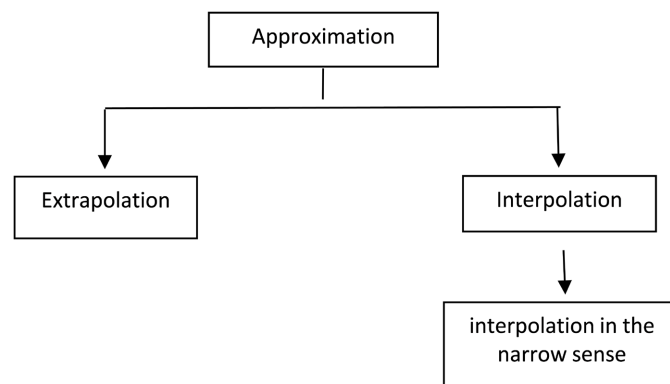 Approximation
Extrapolation
Interpolation
interpolation in the
narrow sense